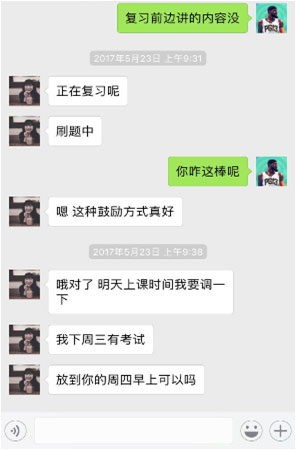 复习前边讲的内容没
2017年5月23日 上午9:31
正在复习呢
刷题中
你咋这棒呢
嗯 这种鼓励方式真好
2017年5月23日 上午9:38
哦对了 明天上课时间我要调一
下
我下周三有考试
放到你的周四早上可以吗